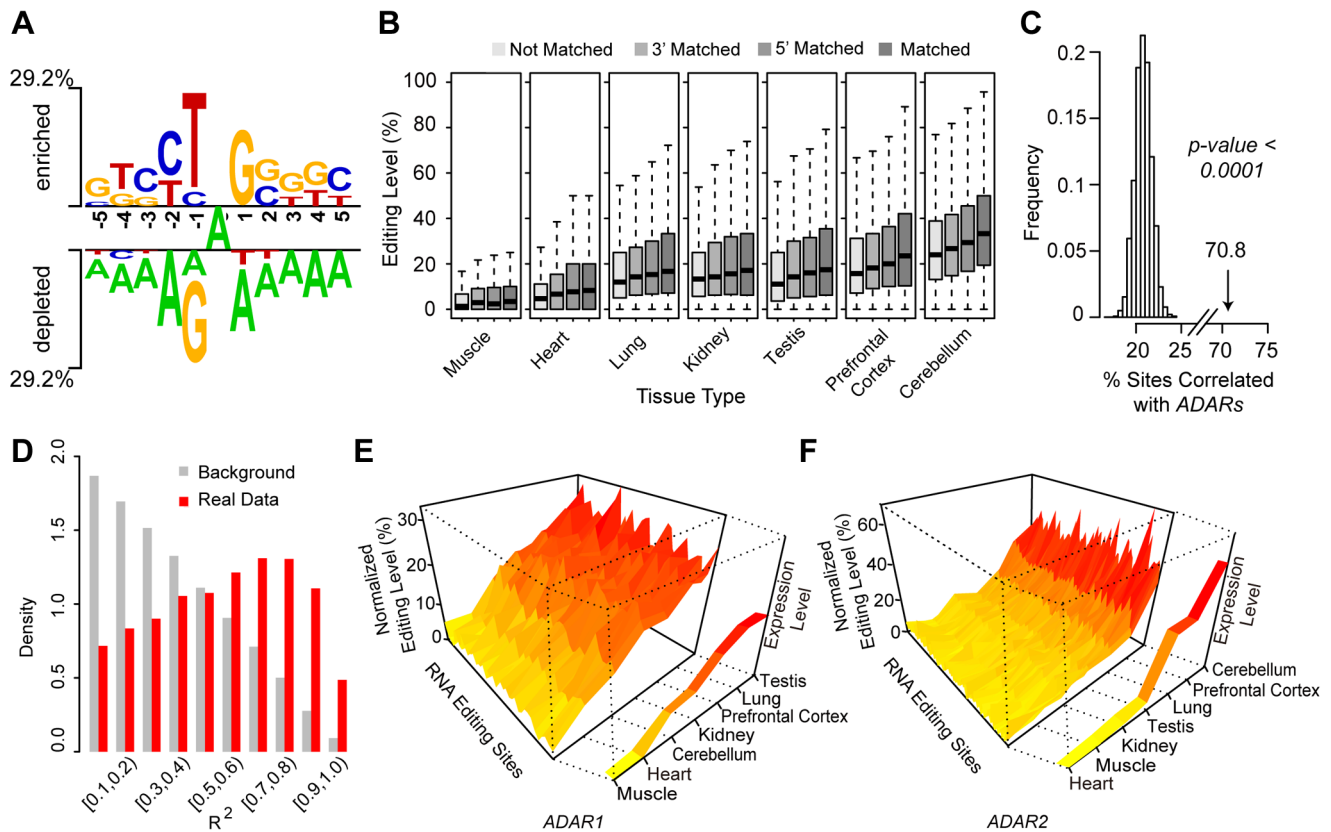 A
29.2%
enriched
G T C C T G G G G C
C G G T C C T T T
-5 -4 -3 -2 -1 A 1 2 3 4 5
T C T A A T T A A A
A A A G A A A
depleted
29.2%
B
Not Matched 3' Matched 5' Matched Matched
Editing Level (%)
100
80
60
40
20
0
Muscle
Heart
Lung
Kidney
Testis
Prefrontal
Cortex
Cerebellum
Tissue Type
C
Frequency
0.2
0.15
0.1
0.05
0
p-value <
0.0001
70.8
20 25 70 75
% Sites Correlated
with ADARs
D
Density
2.0
1.5
1.0
0.5
0.0
Background
Real Data
[0.1,0.2)
[0.3,0.4)
[0.5,0.6)
[0.7,0.8)
[0.9,1.0)
R2
E
Normalized
Editing Level (%)
30
20
10
0
RNA Editing Sites
Expression
Level
Testis
Lung
Prefrontal Cortex
Kidney
Cerebellum
Heart
Muscle
ADAR1
F
Normalized
Editing Level (%)
60
40
20
0
RNA Editing Sites
Expression
Level
Cerebellum
Prefrontal Cortex
Lung
Testis
Kidney
Muscle
Heart
ADAR2